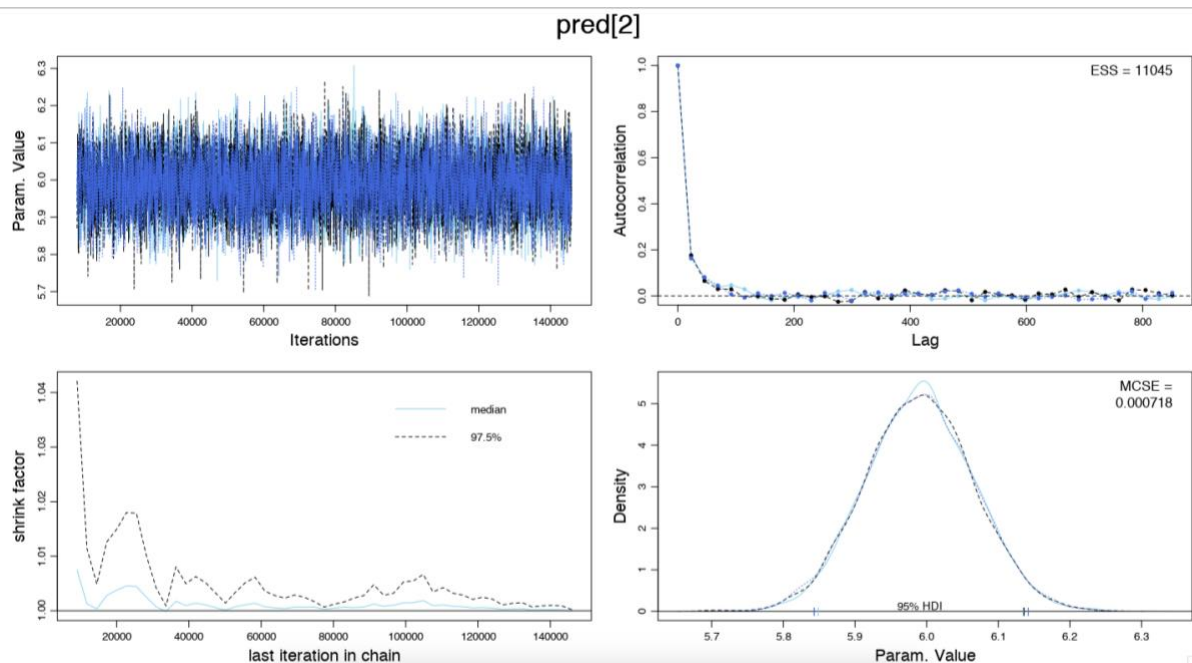 pred[2]
6.3
6.2
6.1
6.0
5.9
5.8
5.7
Param. Value
20000 40000 60000 80000 100000 120000 140000
Iterations
ESS = 11045
1.0
0.8
0.6
0.4
0.2
0.0
Autocorrelation
0 200 400 600 800
Lag
1.04
1.03
1.02
1.01
1.00
shrink factor
median
97.5%
20000 40000 60000 80000 100000 120000 140000
last iteration in chain
MCSE =
0.000718
5
4
3
2
1
0
Density
95% HDI
5.7 5.8 5.9 6.0 6.1 6.2 6.3
Param. Value